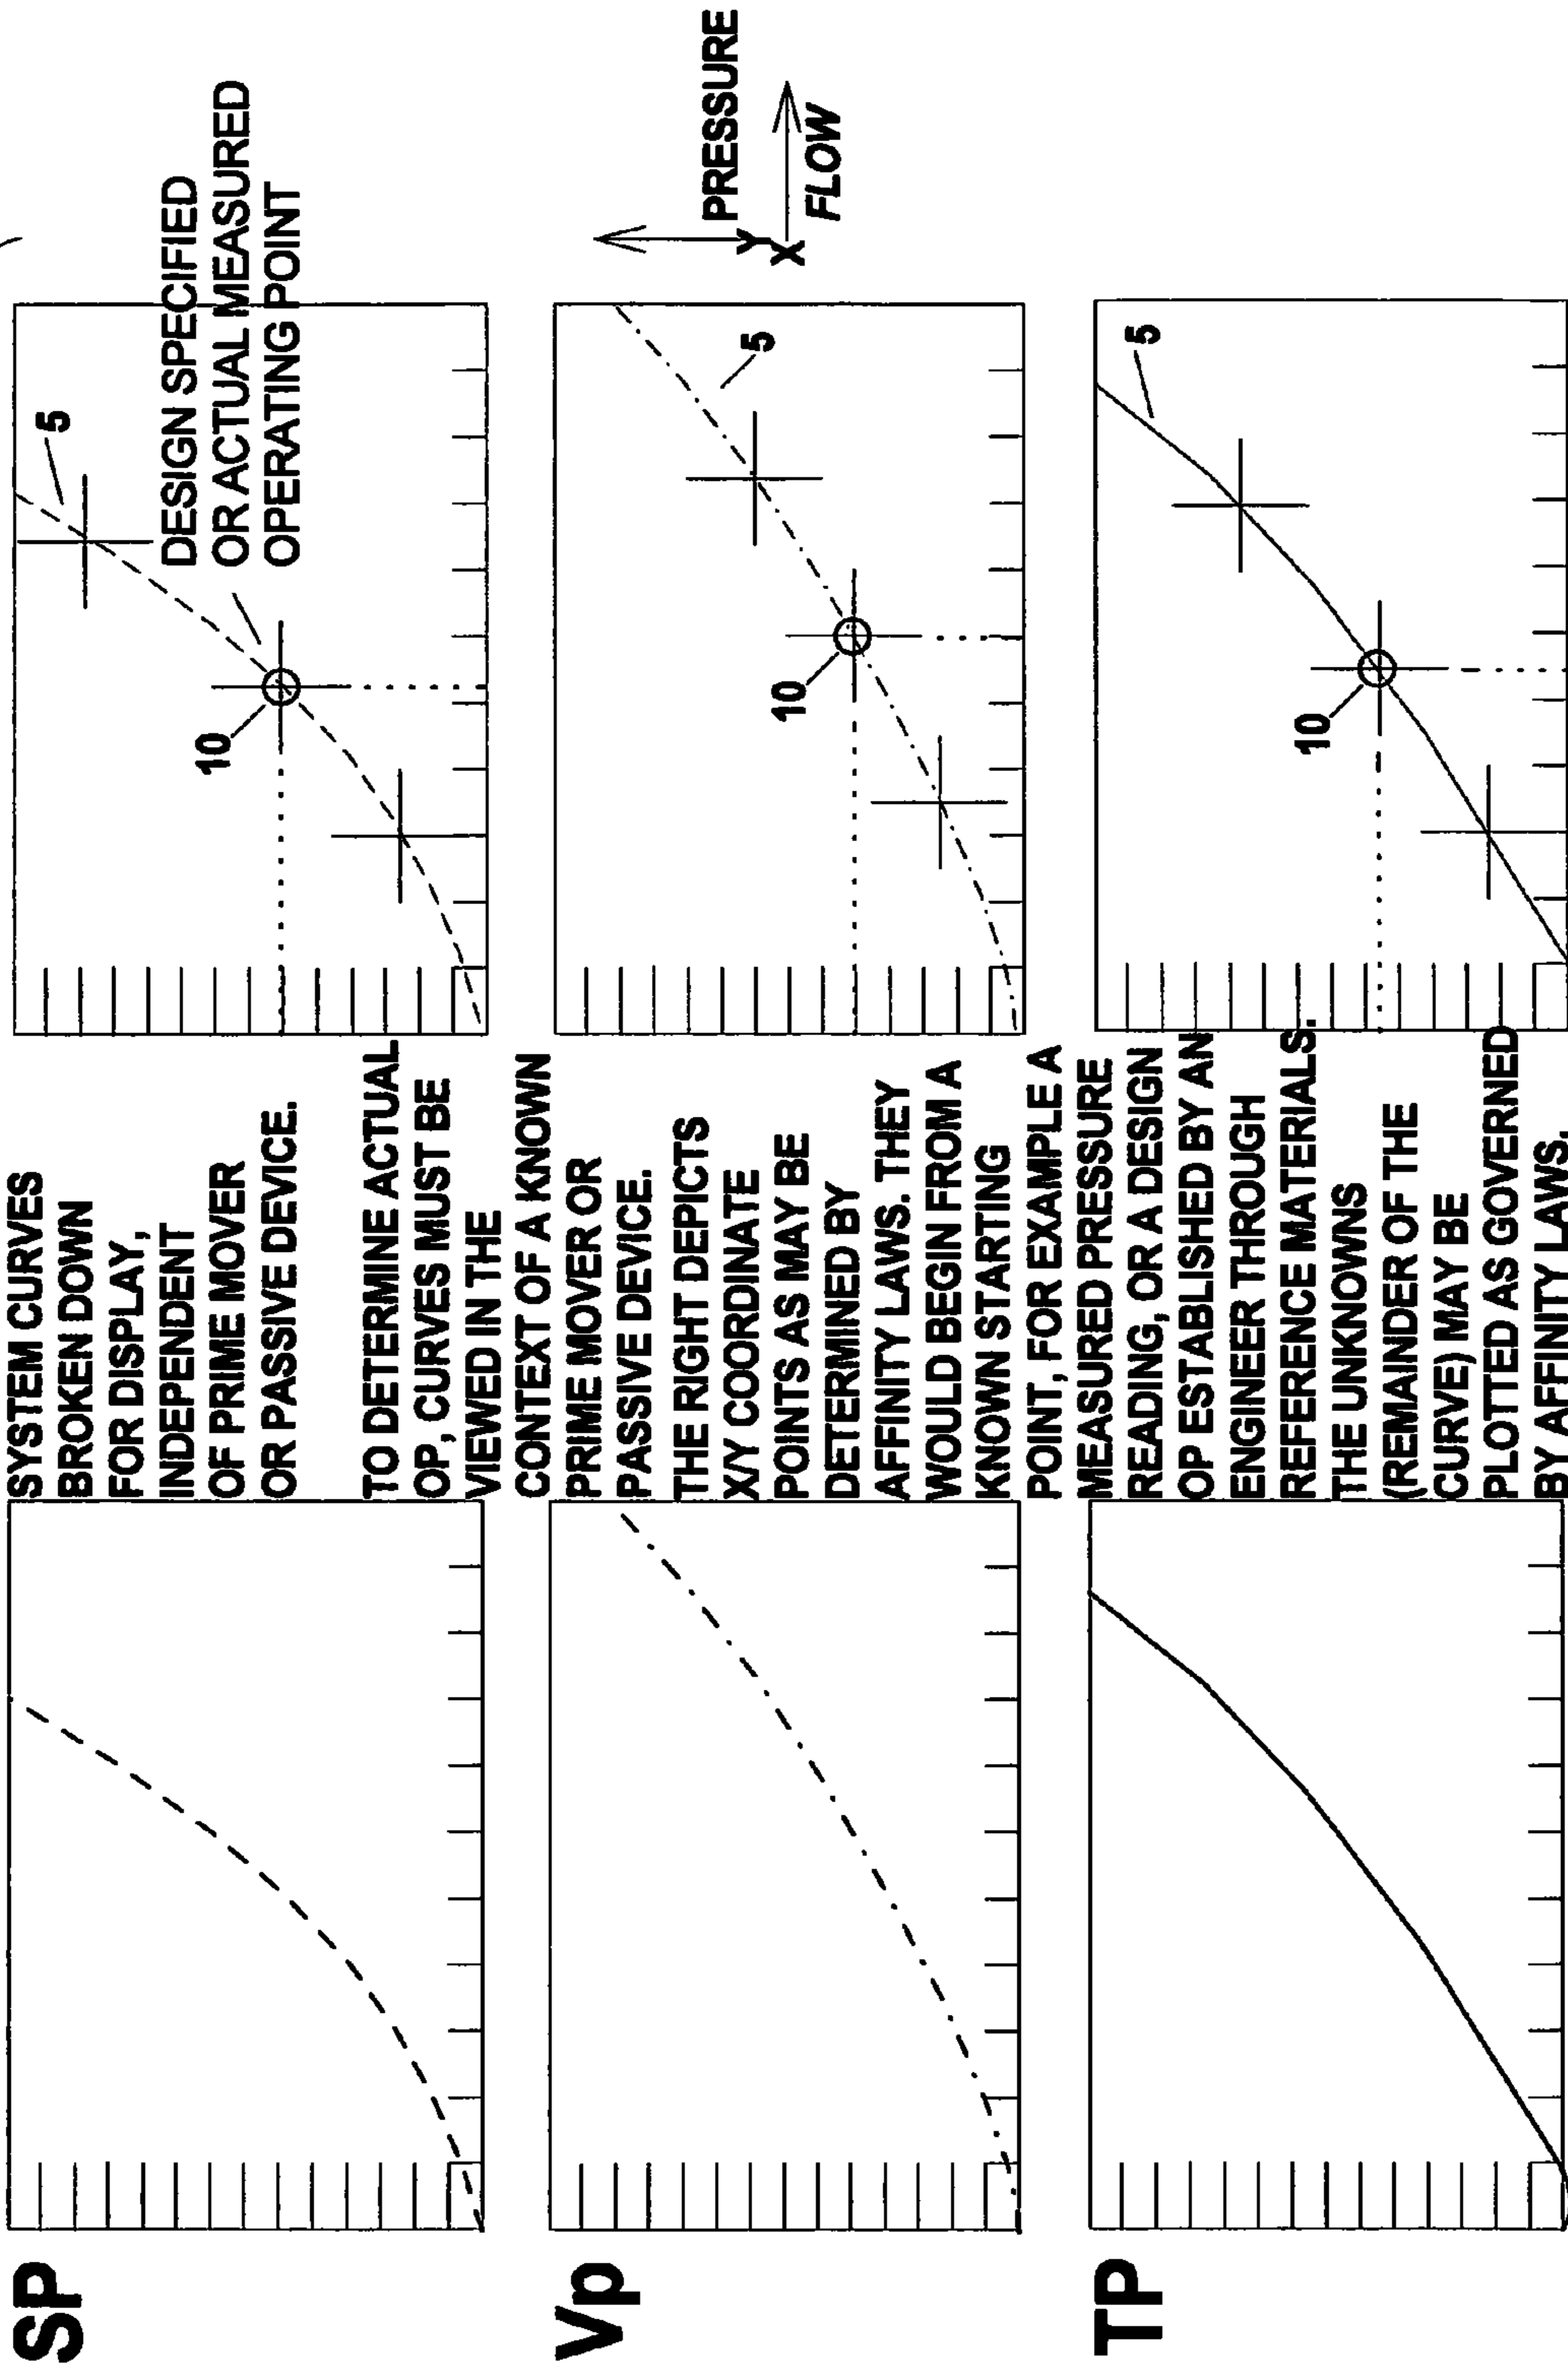 SP
SYSTEM CURVES
BROKEN DOWN
FOR DISPLAY,
INDEPENDENT
OF PRIME MOVER
OR PASSIVE DEVICE.
TO DETERMINE ACTUAL
OP, CURVES MUST BE
VIEWED IN THE
CONTEXT OF A KNOWN
PRIME MOVER OR
PASSIVE DEVICE.
THE RIGHT DEPICTS
X/Y COORDINATE
POINTS AS MAY BE
DETERMINED BY
AFFINITY LAWS. THEY
WOULD BEGIN FROM A
KNOWN STARTING
POINT, FOR EXAMPLE A
MEASURED PRESSURE
READING, OR A DESIGN
OP ESTABLISHED BY AN
ENGINEER THROUGH
REFERENCE MATERIALS.
THE UNKNOWNS
(REMAINDER OF THE
CURVE) MAY BE
PLOTTED AS GOVERNED
BY AFFINITY LAWS.
5
10
DESIGN SPECIFIED
OR ACTUAL MEASURED
OPERATING POINT
Vp
5
10
PRESSURE
Y
X
FLOW
TP
5
10